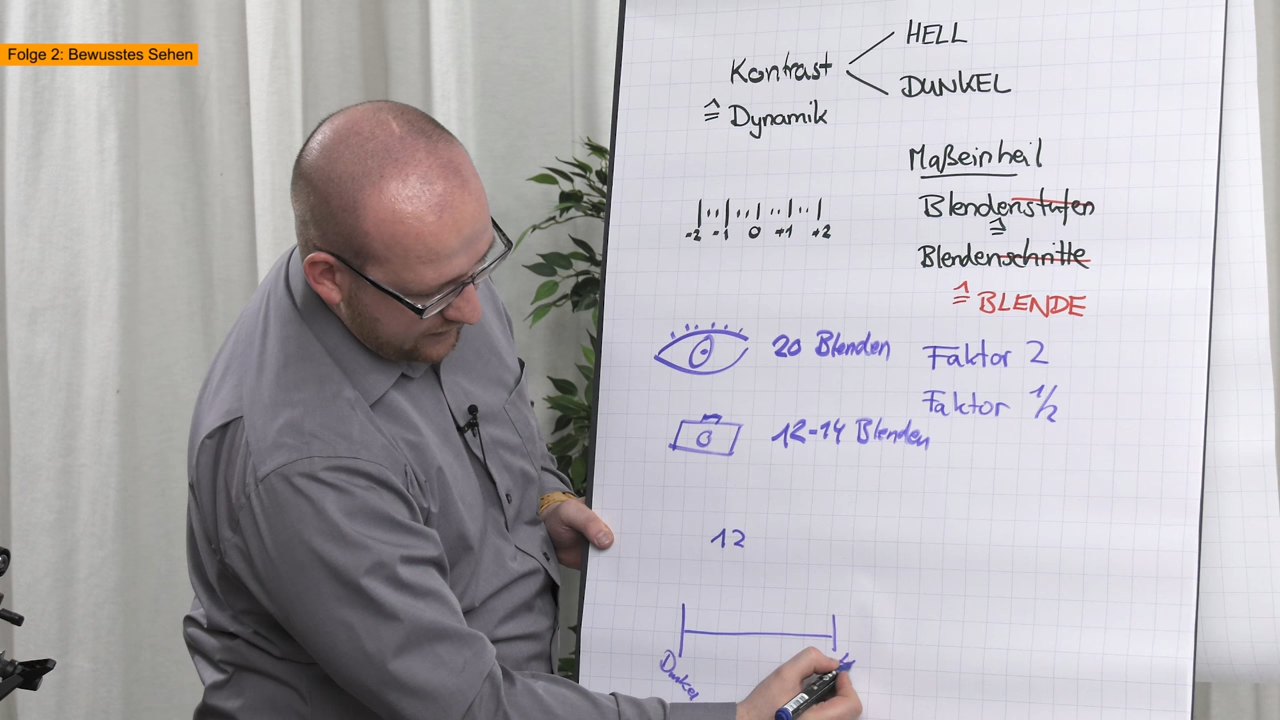 Folge 2: Bewusstes Sehen
HELL
Kontrast
DUNKEL
≙ Dynamik
Maßeinheit
Blendenstufen
≙
Blendenschritte
≙ BLENDE
-2 -1 0 +1 +2
20 Blenden
Faktor 2
Faktor 1/2
12-14 Blenden
12
Dunkel